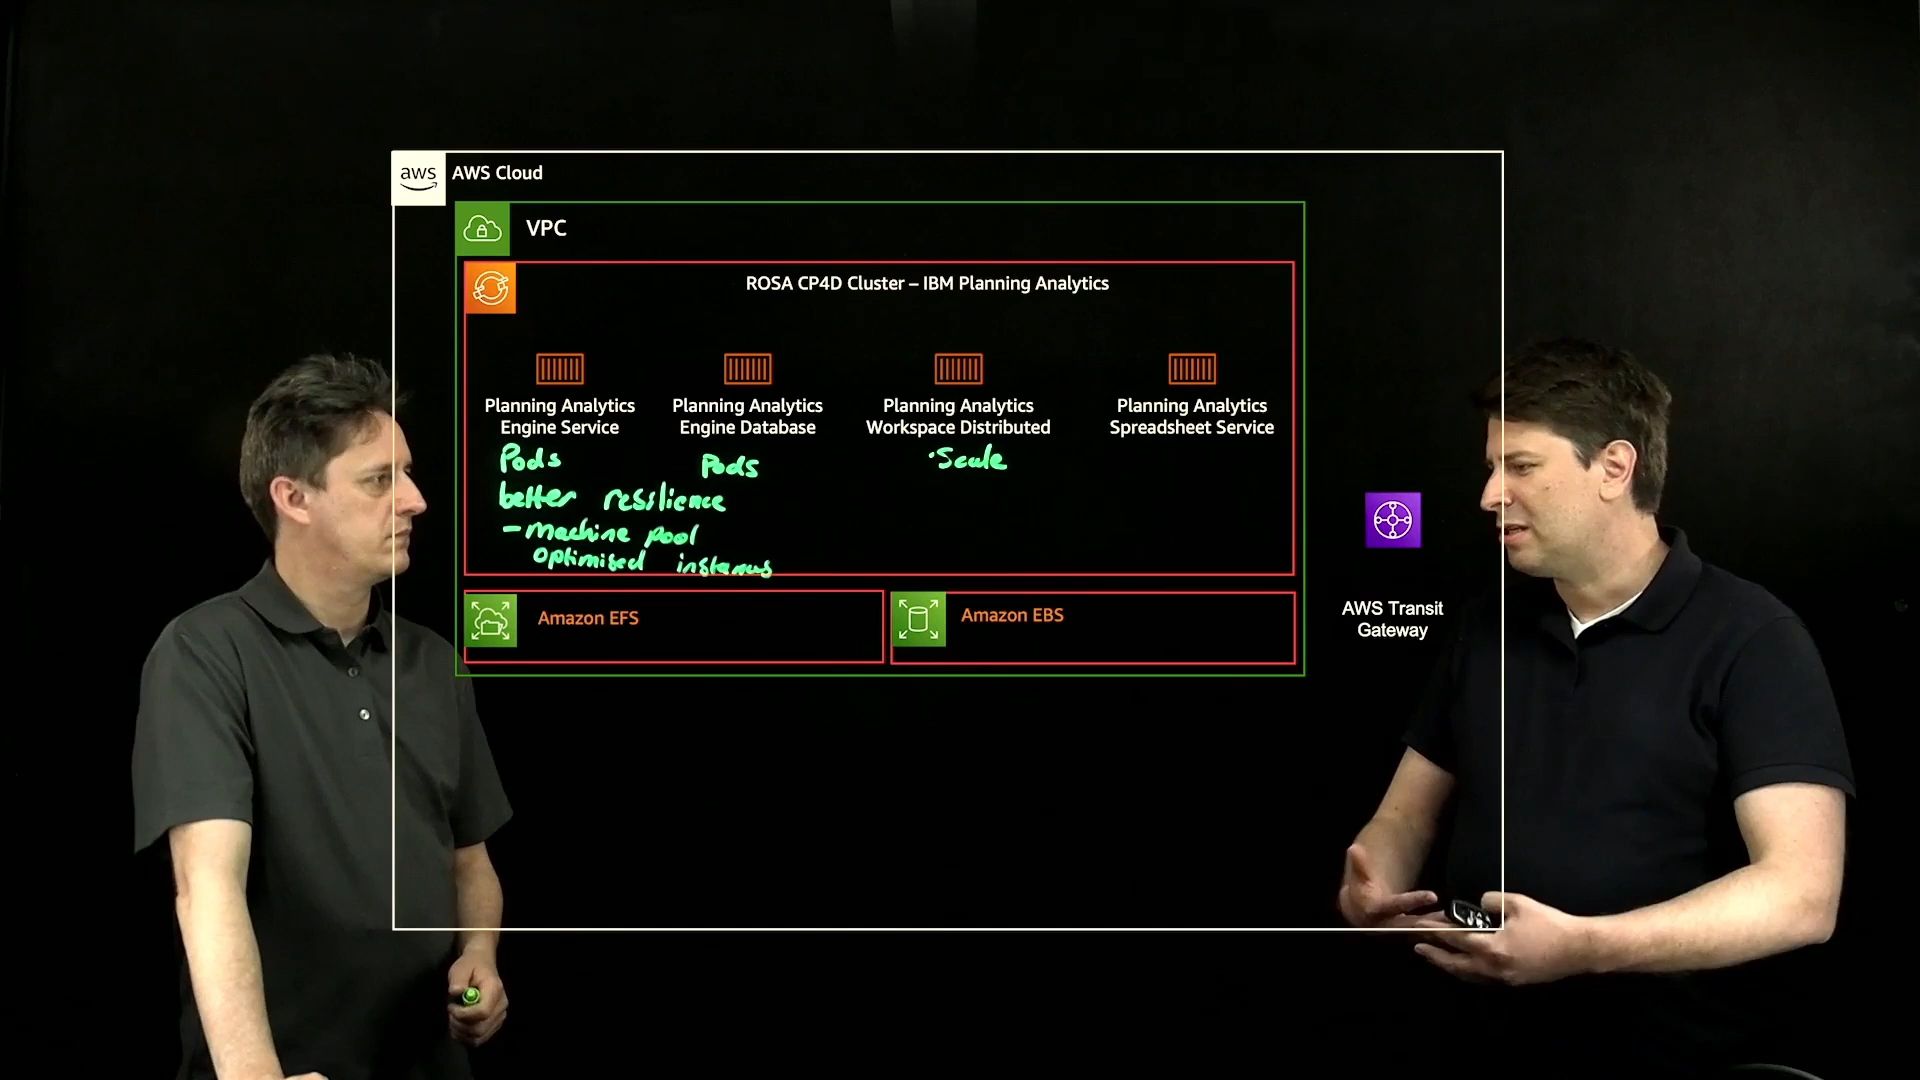 aws
AWS Cloud
VPC
ROSA CP4D Cluster – IBM Planning Analytics
Planning Analytics
Engine Service
Planning Analytics
Engine Database
Planning Analytics
Workspace Distributed
Planning Analytics
Spreadsheet Service
Pods
Pods
·Scale
better resilience
- Machine pool
Optimised instances
Amazon EFS
Amazon EBS
AWS Transit
Gateway